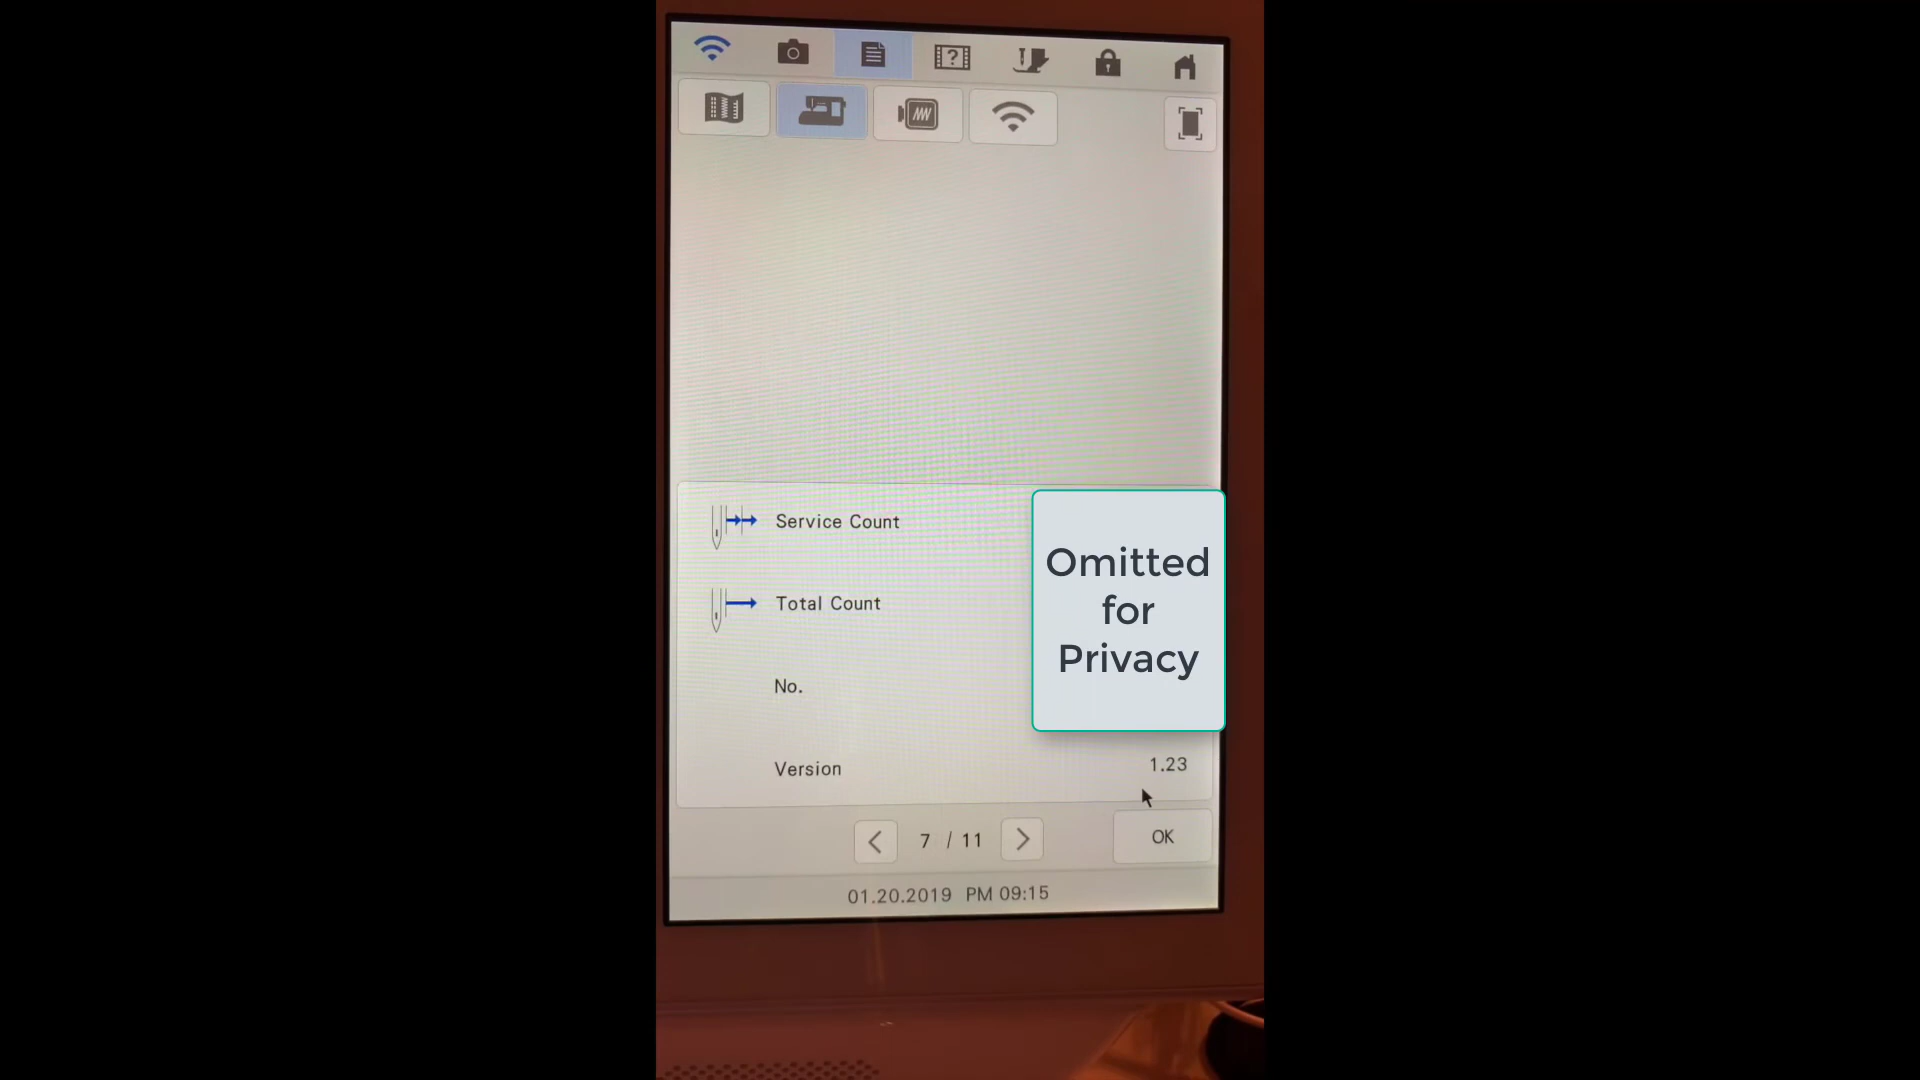 ?
Service Count
Total Count
No.
Omitted
for
Privacy
Version 1.23
7 / 11
OK
01.20.2019 PM 09:15